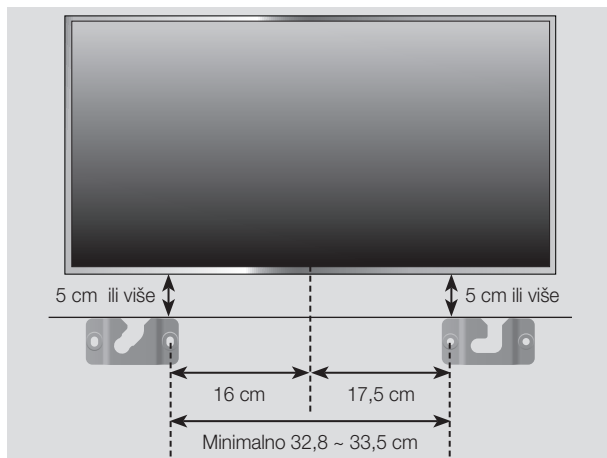 5 cm ili više
5 cm ili više
16 cm
17,5 cm
Minimalno 32,8 ~ 33,5 cm